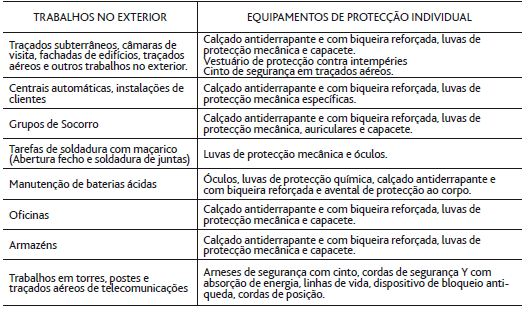 TRABALHOS NO EXTERIOR
EQUIPAMENTOS DE PROTECÇÃO INDIVIDUAL
Traçados subterrâneos, câmaras de
visita, fachadas de edifícios, traçados
aéreos e outros trabalhos no exterior.
Calçado antiderrapante e com biqueira reforçada, luvas de
protecção mecânica e capacete.
Vestuário de protecção contra intempéries
Cinto de segurança em traçados aéreos.
Centrais automáticas, instalações de
clientes
Calçado antiderrapante e com biqueira reforçada, luvas de
protecção mecânica específicas.
Grupos de Socorro
Calçado antiderrapante e com biqueira reforçada, luvas de
protecção mecânica, auriculares e capacete.
Tarefas de soldadura com maçarico
(Abertura fecho e soldadura de juntas)
Luvas de protecção mecânica e óculos.
Manutenção de baterias ácidas
Óculos, luvas de protecção química, calçado antiderrapante e
com biqueira reforçada e avental de protecção ao corpo.
Oficinas
Calçado antiderrapante e com biqueira reforçada, luvas de
protecção mecânica e capacete.
Armazéns
Calçado antiderrapante e com biqueira reforçada, luvas de
protecção mecânica e capacete.
Trabalhos em torres, postes e
traçados aéreos de telecomunicações
Arneses de segurança com cinto, cordas de segurança Y com
absorção de energia, linhas de vida, dispositivo de bloqueio anti-
queda, cordas de posição.